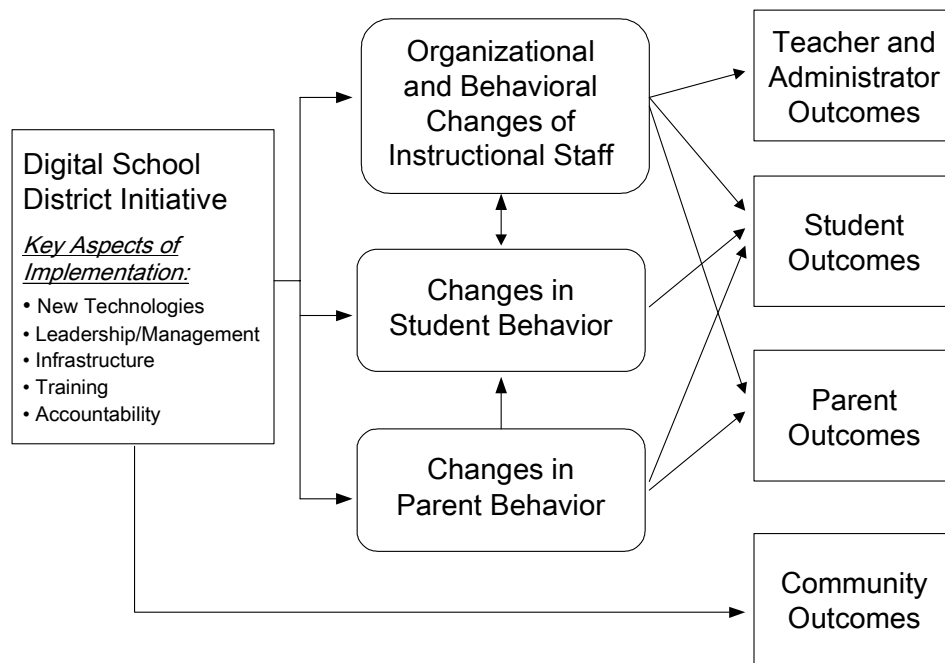 Digital School
District Initiative
Key Aspects of
Implementation:
• New Technologies
• Leadership/Management
• Infrastructure
• Training
• Accountability
Organizational
and Behavioral
Changes of
Instructional Staff
Changes in
Student Behavior
Changes in
Parent Behavior
Teacher and
Administrator
Outcomes
Student
Outcomes
Parent
Outcomes
Community
Outcomes